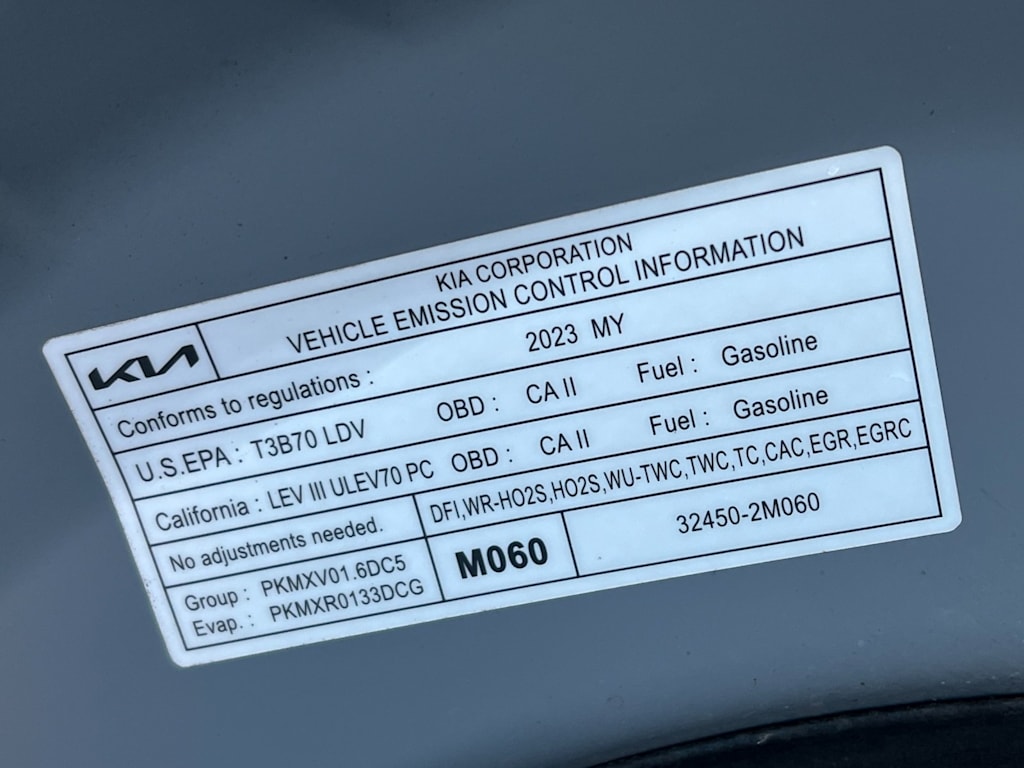 KIA CORPORATION
VEHICLE EMISSION CONTROL INFORMATION
KIA
Conforms to regulations : 2023 MY
U.S.EPA : T3B70 LDV OBD : CA II Fuel : Gasoline
California : LEV III ULEV70 PC OBD : CA II Fuel : Gasoline
No adjustments needed. DFI,WR-HO2S,HO2S,WU-TWC,TWC,TC,CAC,EGR,EGRC
Group : PKMXV01.6DC5
Evap. : PKMXR0133DCG
M060
32450-2M060